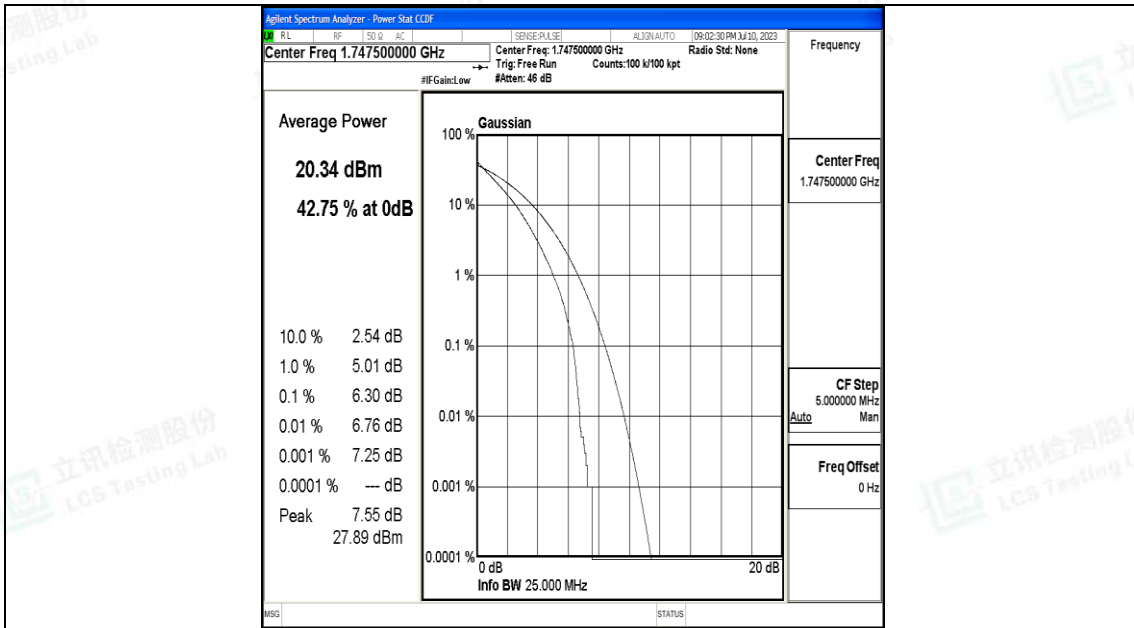 Agilent Spectrum Analyzer - Power Stat CCDF
RL RF 50 Ω AC SENSE:PULSE ALIGN AUTO 09:02:30 PM Jul 10, 2023
Center Freq 1.747500000 GHz
Center Freq: 1.747500000 GHz Radio Std: None
Trig: Free Run Counts:100 k/100 kpt
#IFGain:Low #Atten: 46 dB
Frequency
Average Power
20.34 dBm
42.75 % at 0dB
10.0 % 2.54 dB
1.0 % 5.01 dB
0.1 % 6.30 dB
0.01 % 6.76 dB
0.001 % 7.25 dB
0.0001 % --- dB
Peak 7.55 dB
27.89 dBm
Gaussian
100 %
10 %
1 %
0.1 %
0.01 %
0.001 %
0.0001 %
0 dB 20 dB
Info BW 25.000 MHz
Center Freq
1.747500000 GHz
CF Step
5.000000 MHz
Auto Man
Freq Offset
0 Hz
MSG STATUS
立讯检测股份
LCS Testing Lab
立讯检测股份
LCS Testing